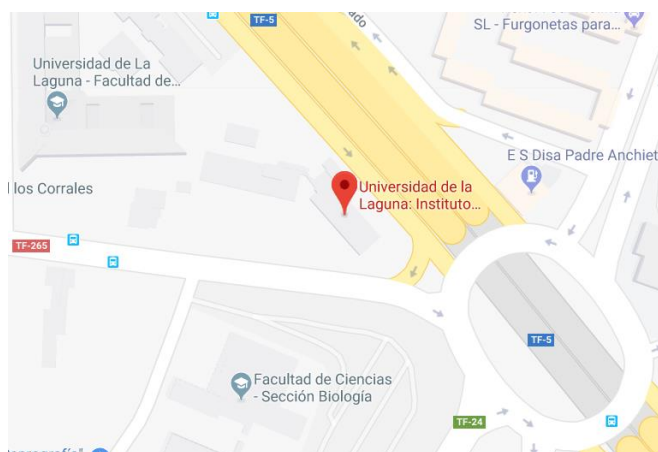 TF-5
SL - Furgonetas para...
Universidad de La
Laguna - Facultad de...
E S Disa Padre Anchiet
los Corrales
Universidad de la
Laguna: Instituto...
TF-265
TF-5
Facultad de Ciencias
- Sección Biología
TF-24